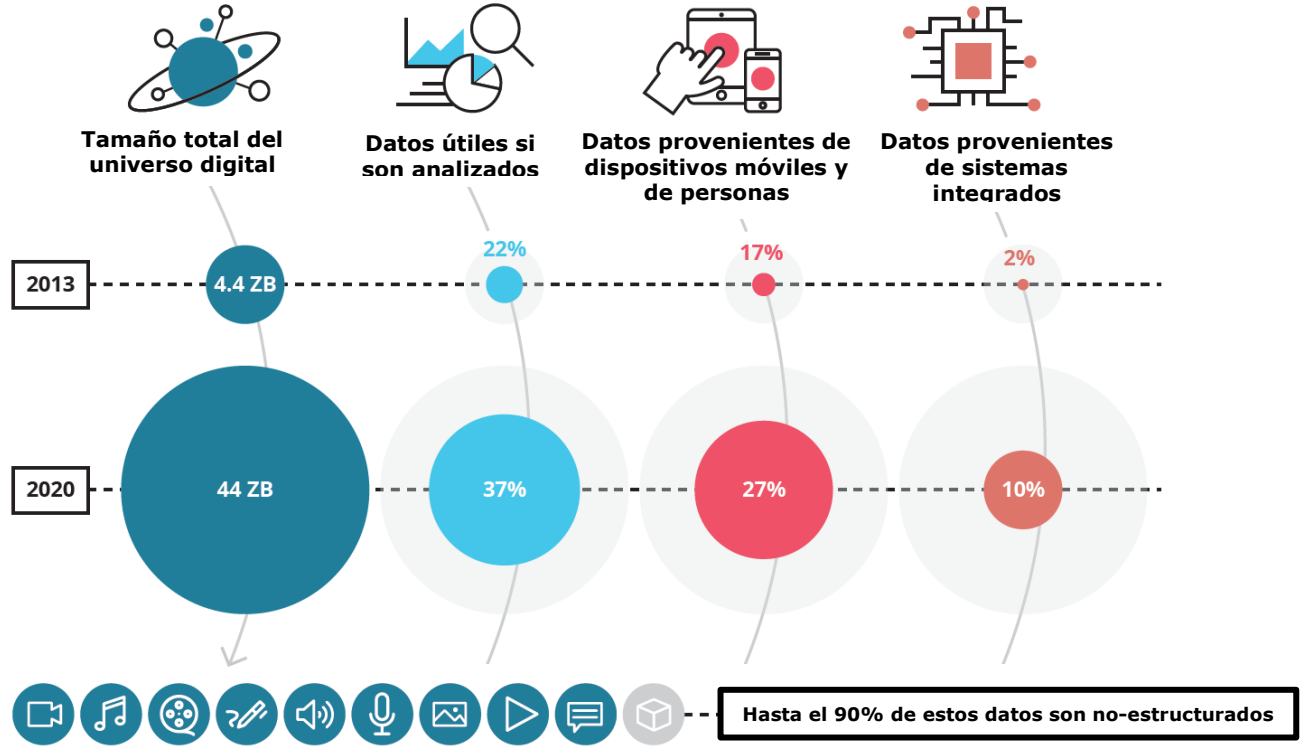 Tamaño total del
universo digital
Datos útiles si
son analizados
Datos provenientes de
dispositivos móviles y
de personas
Datos provenientes
de sistemas
integrados
2013
4.4 ZB
22%
17%
2%
2020
44 ZB
37%
27%
10%
Hasta el 90% de estos datos son no-estructurados